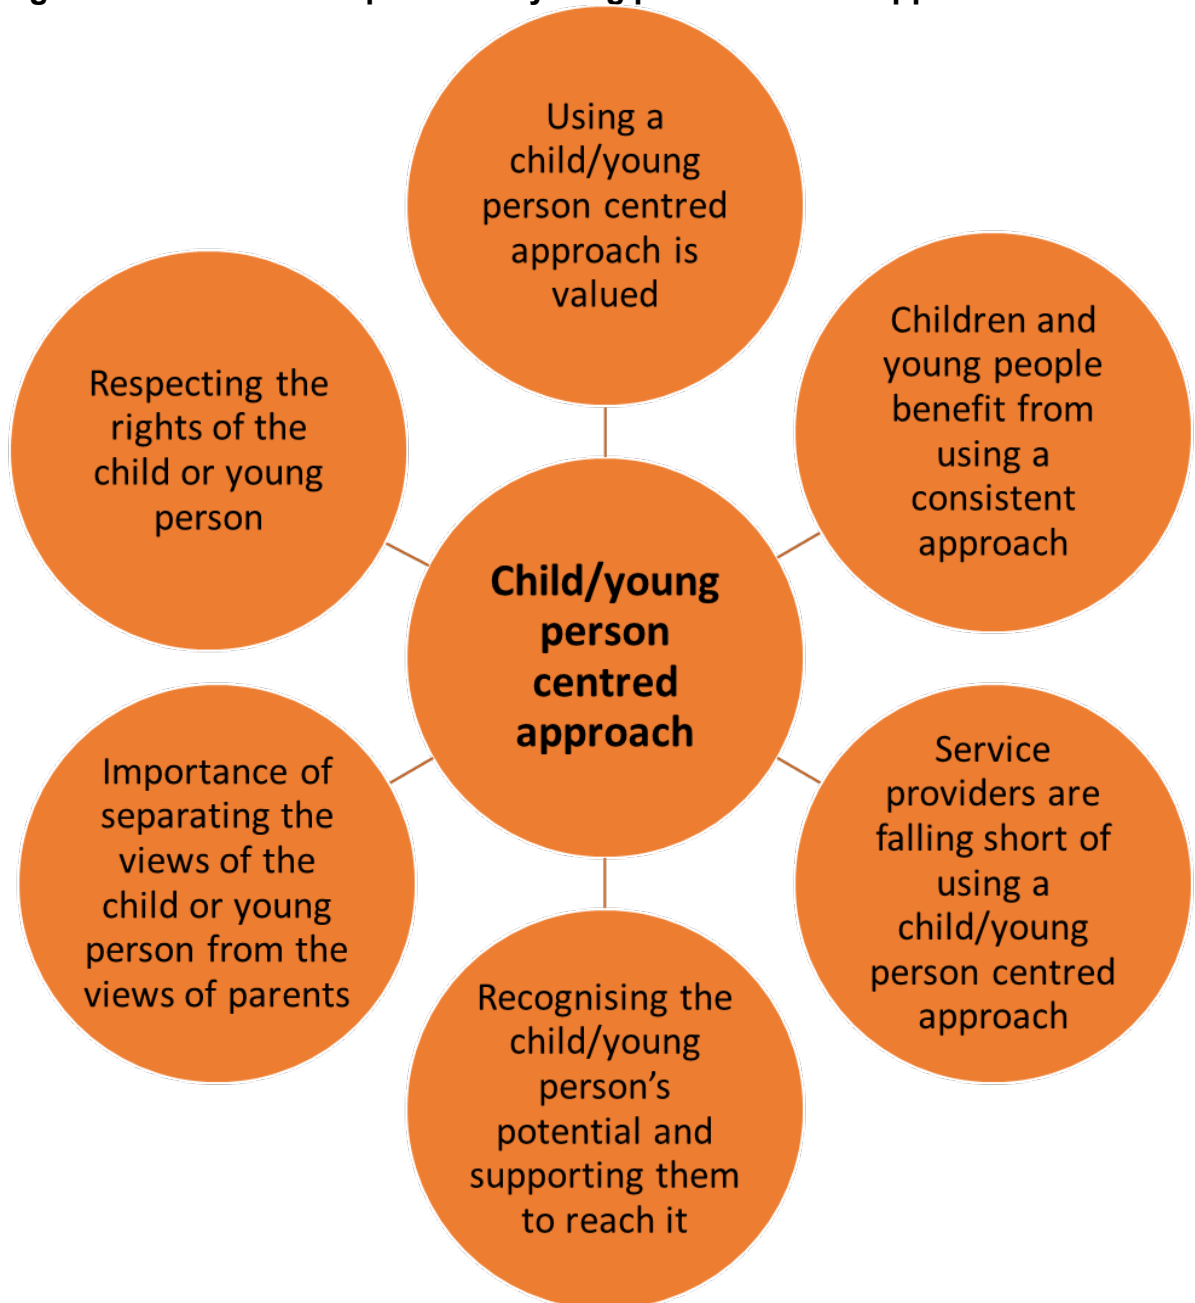 Using a
child/young
person centred
approach is
valued
Children and
young people
benefit from
using a
consistent
approach
Service
providers are
falling short of
using a
child/young
person centred
approach
Recognising the
child/young
person’s
potential and
supporting them
to reach it
Importance of
separating the
views of the
child or young
person from the
views of parents
Respecting the
rights of the
child or young
person
Child/young
person
centred
approach